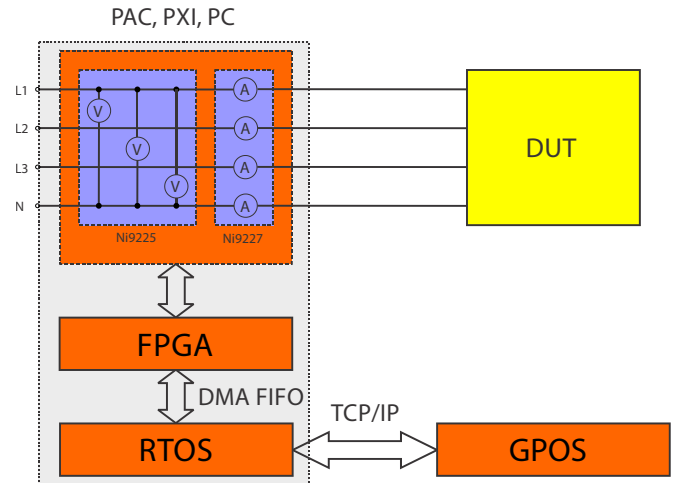 PAC, PXI, PC
L1
A
V
L2
A
V
DUT
L3
A
V
N
A
Ni9225
Ni9227
FPGA
DMA FIFO
TCP/IP
RTOS
GPOS